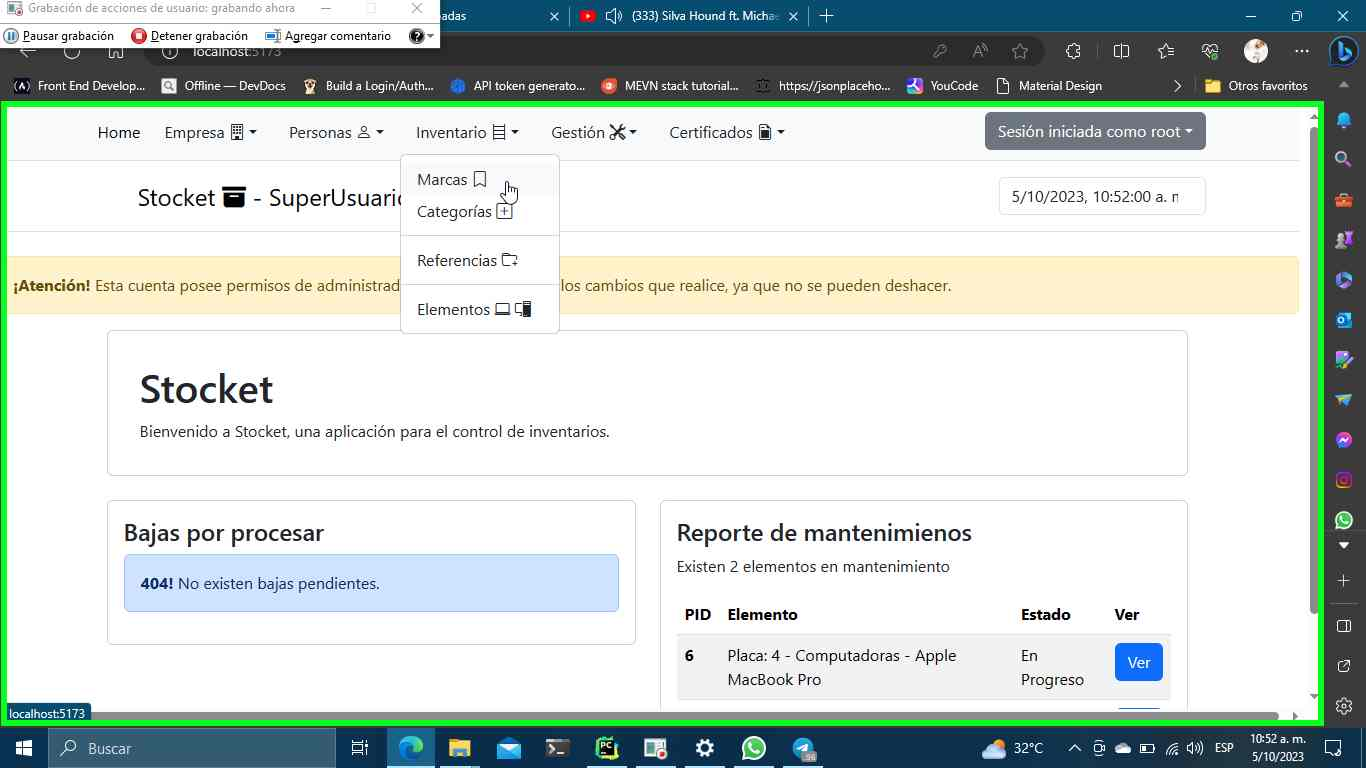 Grabación de acciones de usuario: grabando ahora
Pausar grabación
Detener grabación
Agregar comentario
adas
(333) Silva Hound ft. Michae
localhost:5173
Front End Develop...
Offline — DevDocs
Build a Login/Auth...
API token generato...
MEVN stack tutorial...
https://jsonplaceho...
YouCode
Material Design
Otros favoritos
Home
Empresa
Personas
Inventario
Gestión
Certificados
Sesión iniciada como root
Marcas
Categorías
Referencias
Elementos
Stocket - SuperUsuario
5/10/2023, 10:52:00 a. n
¡Atención! Esta cuenta posee permisos de administrad los cambios que realice, ya que no se pueden deshacer.
Stocket
Bienvenido a Stocket, una aplicación para el control de inventarios.
Bajas por procesar
404! No existen bajas pendientes.
Reporte de mantenimienos
Existen 2 elementos en mantenimiento
PID Elemento Estado Ver
6 Placa: 4 - Computadoras - Apple MacBook Pro En Progreso Ver
localhost:5173
Buscar
32°C
ESP
10:52 a. m.
5/10/2023